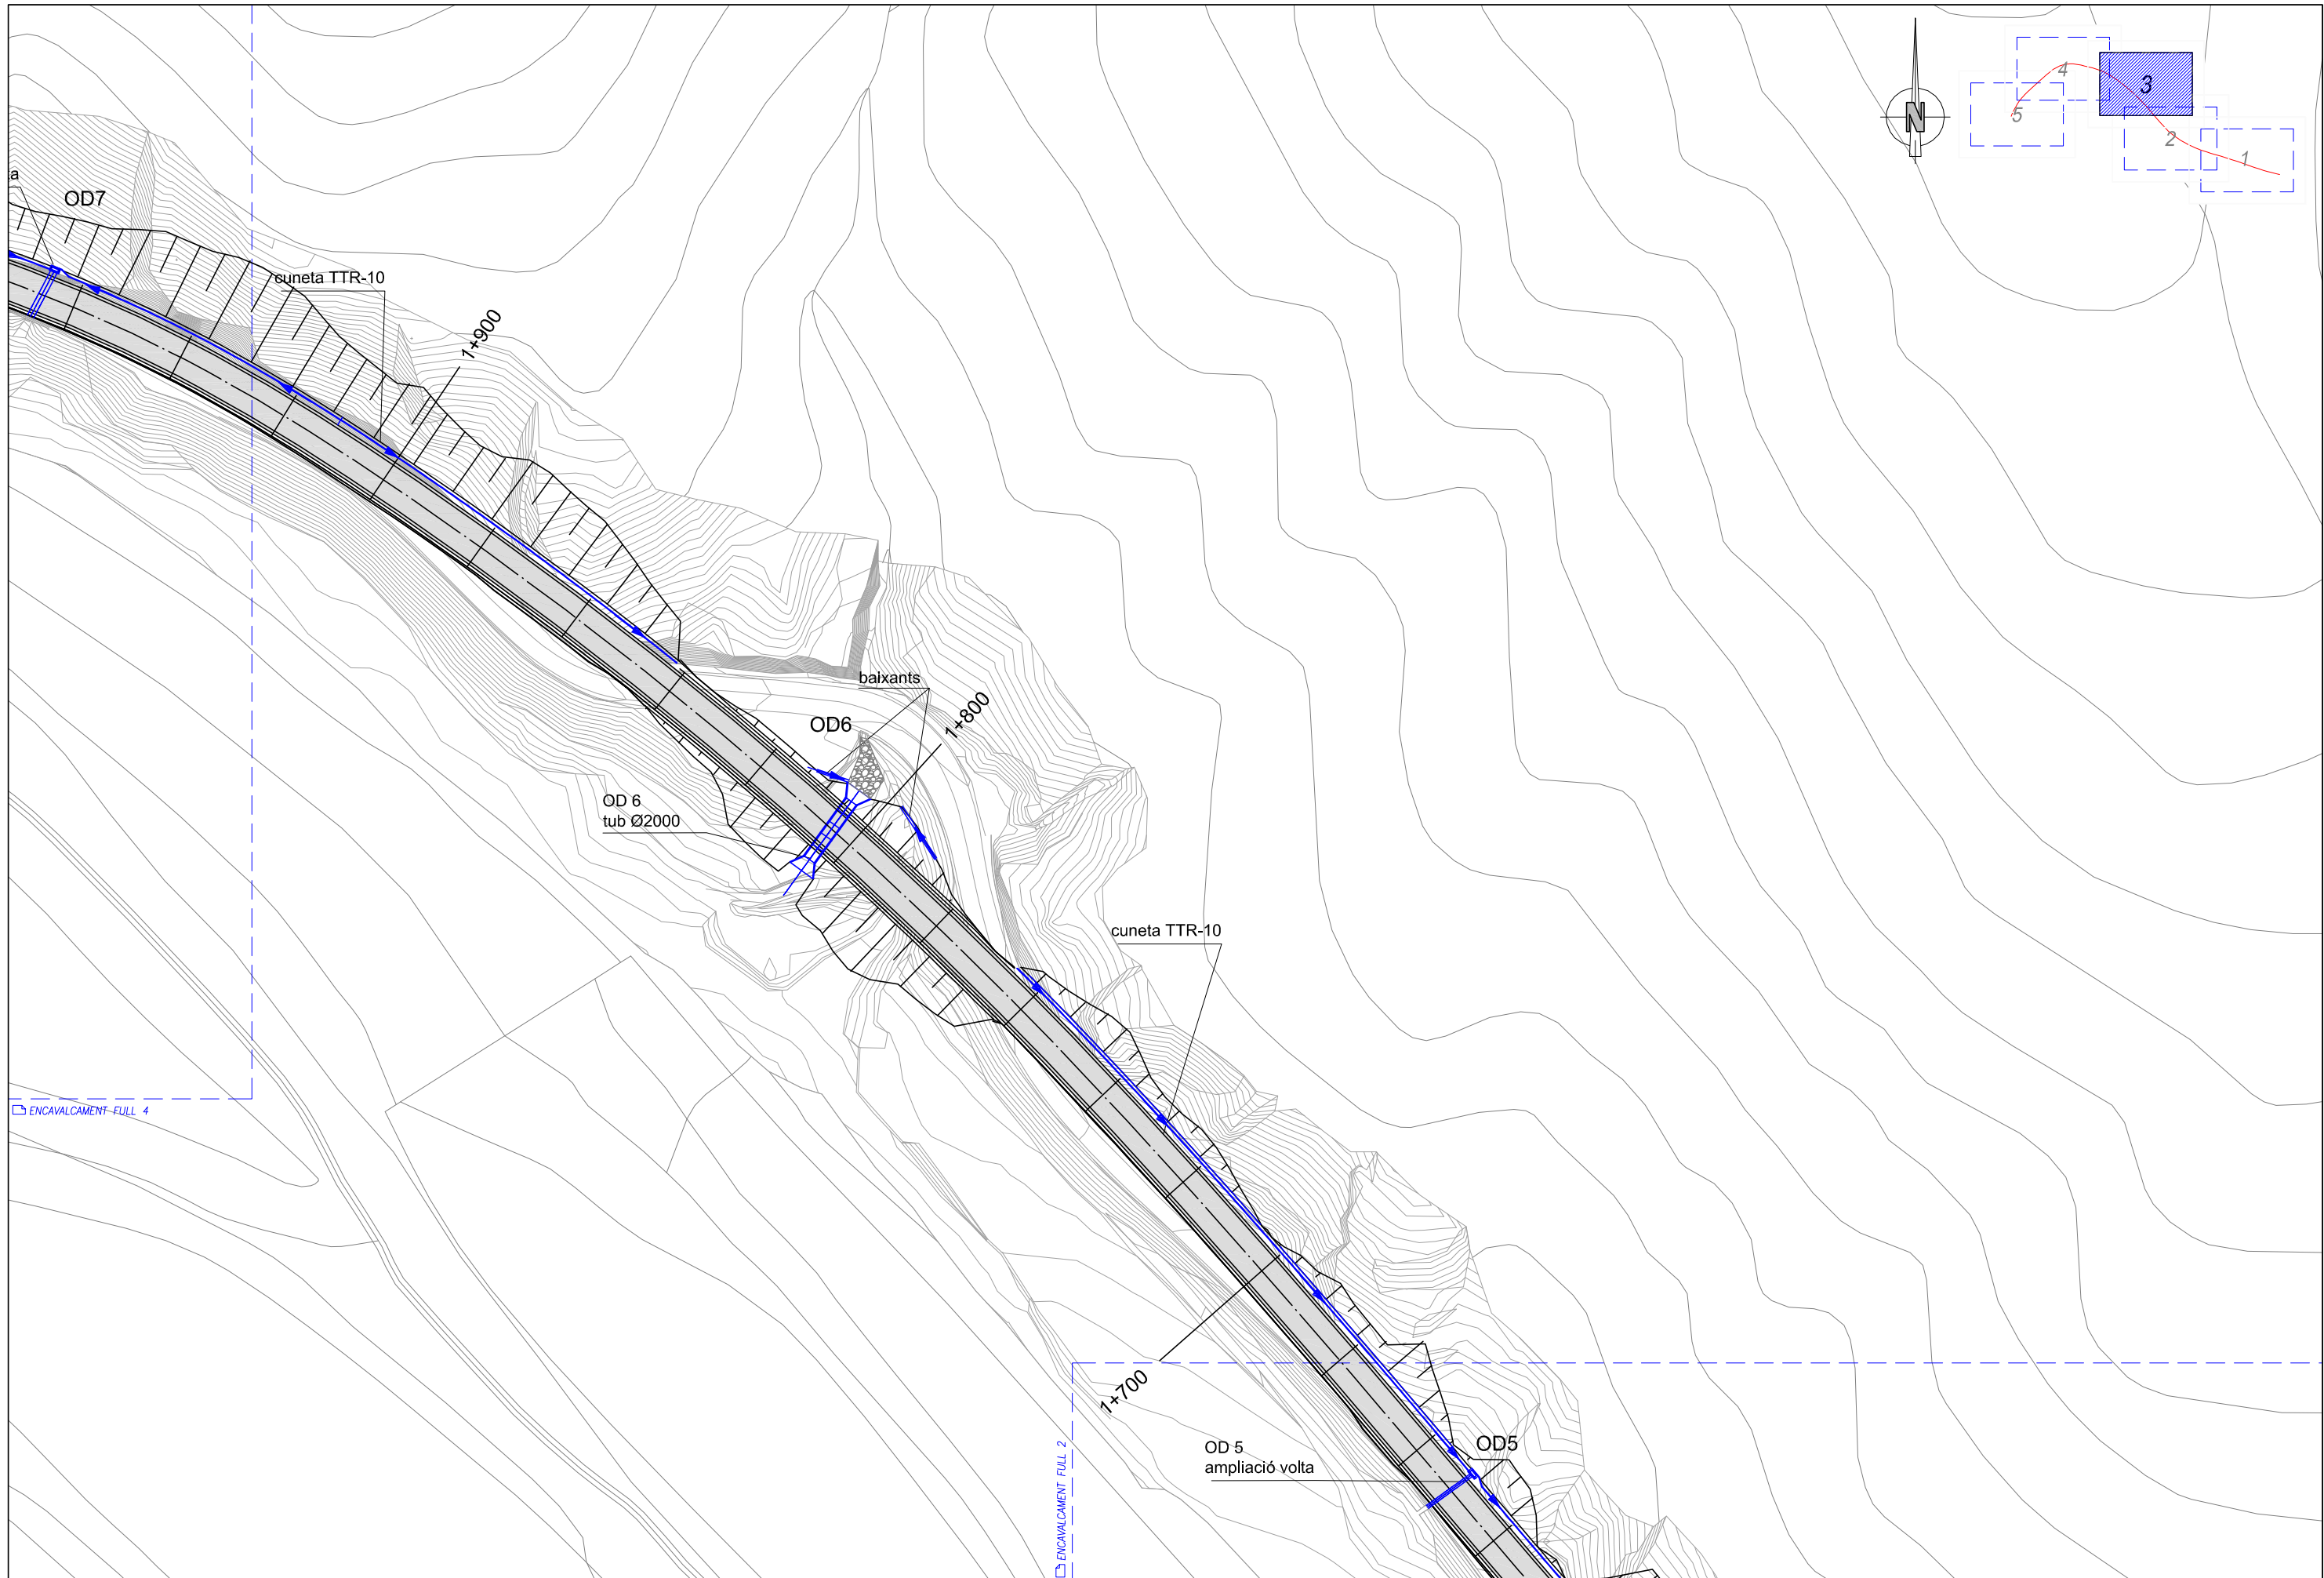 N
4
3
5
2
1
a
OD7
cuneta TTR-10
1+900
baixants
OD6
1+800
OD 6
tub Ø2000
cuneta TTR-10
ENCAVALCAMENT FULL 4
1+700
OD 5
ampliació volta
OD5
ENCAVALCAMENT FULL 2